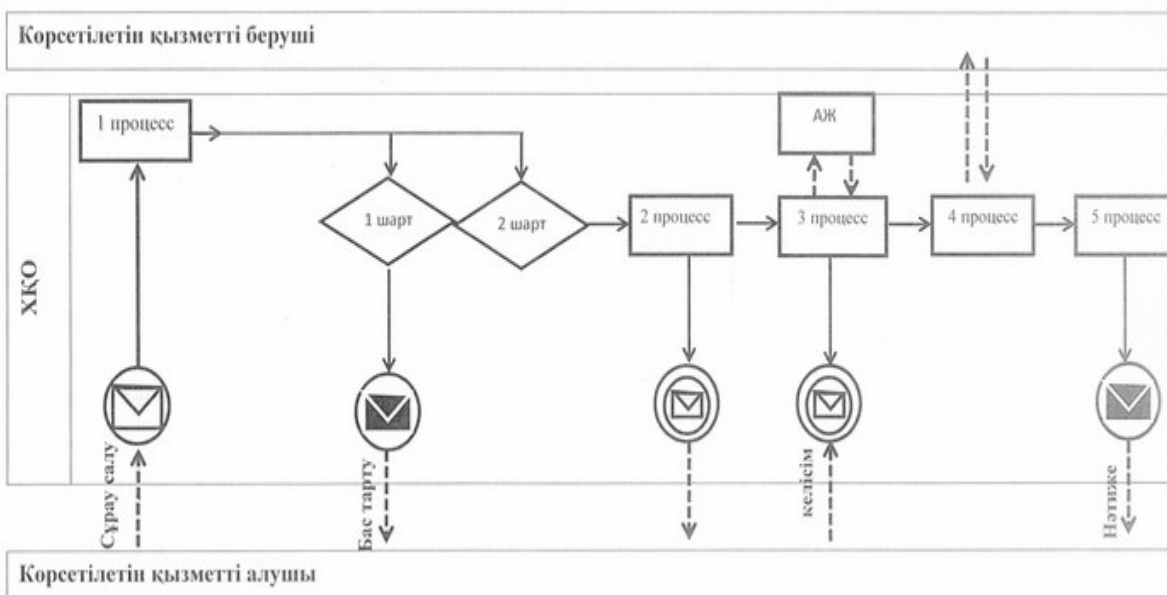 Көрсетілетін қызметті беруші
1 процесс
АЖ
1 шарт
2 шарт
2 процесс
3 процесс
4 процесс
5 процесс
ХҚО
Сұрау салу
Бас тарту
келісім
Нәтиже
Көрсетілетін қызметті алушы